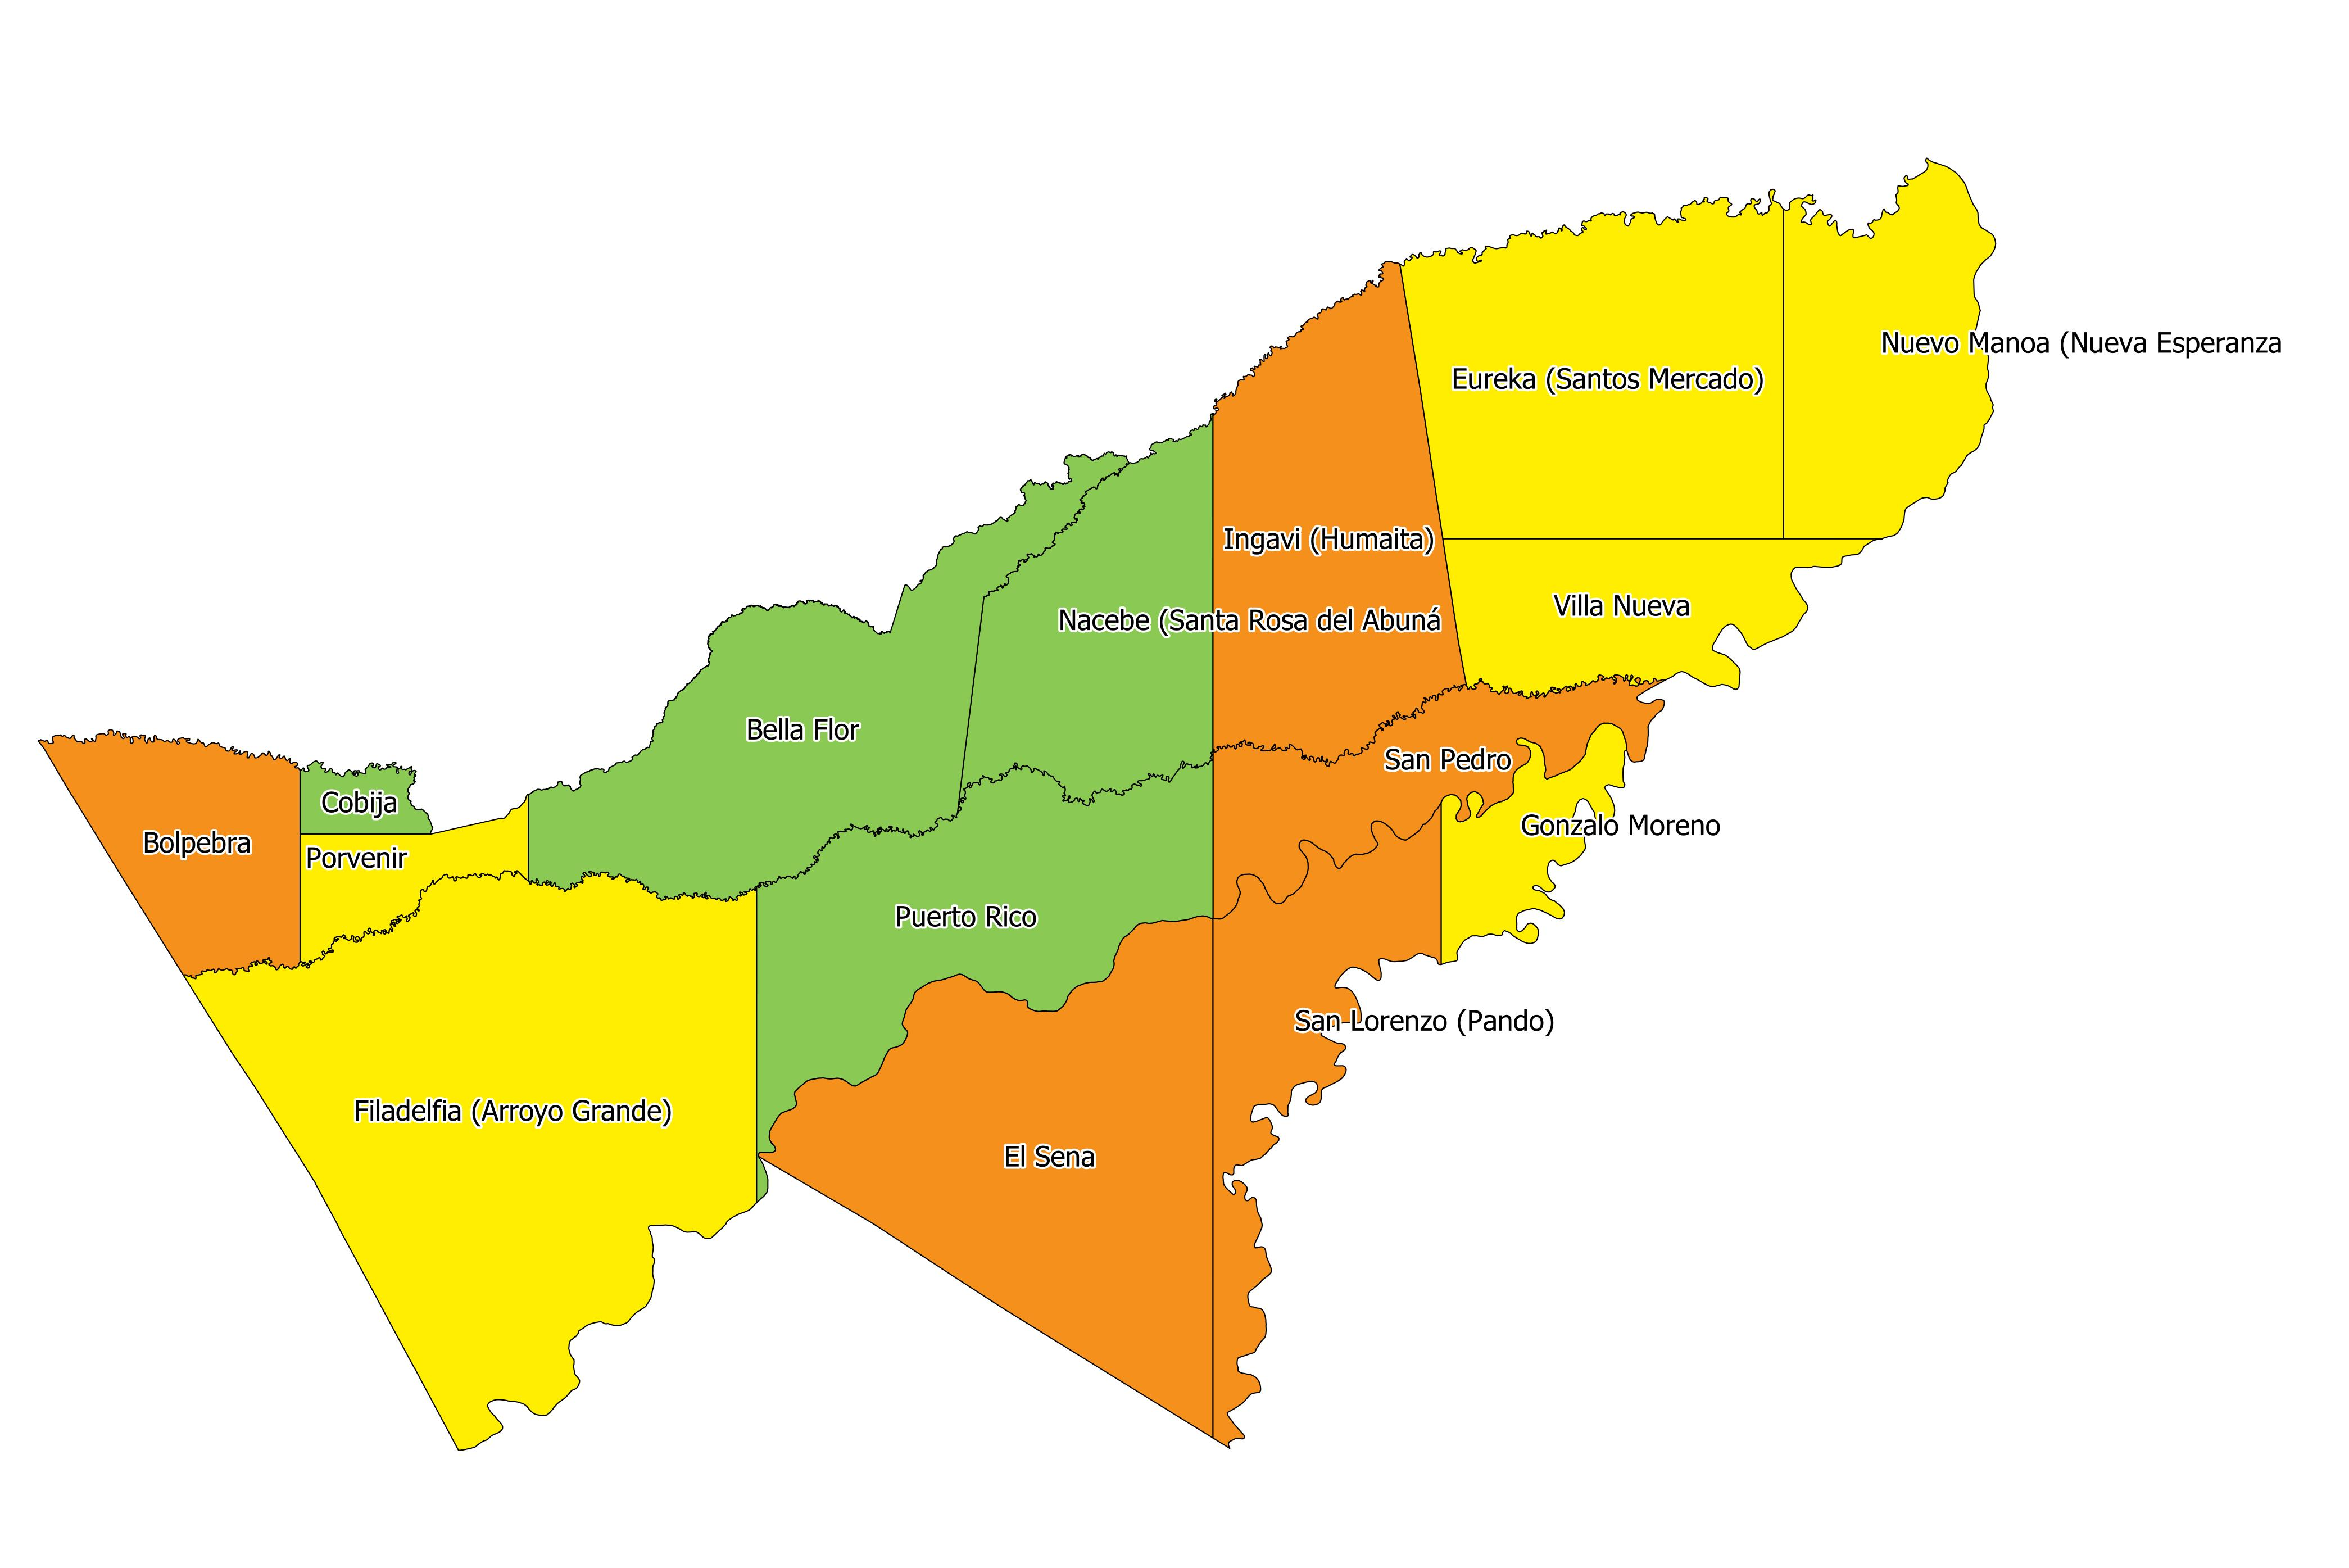 Nuevo Manoa (Nueva Esperanza
Eureka (Santos Mercado)
Ingavi (Humaita)
Villa Nueva
Nacebe (Santa Rosa del Abuná
Bella Flor
San Pedro
Cobija
Gonzalo Moreno
Bolpebra
Porvenir
Puerto Rico
San Lorenzo (Pando)
Filadelfia (Arroyo Grande)
El Sena